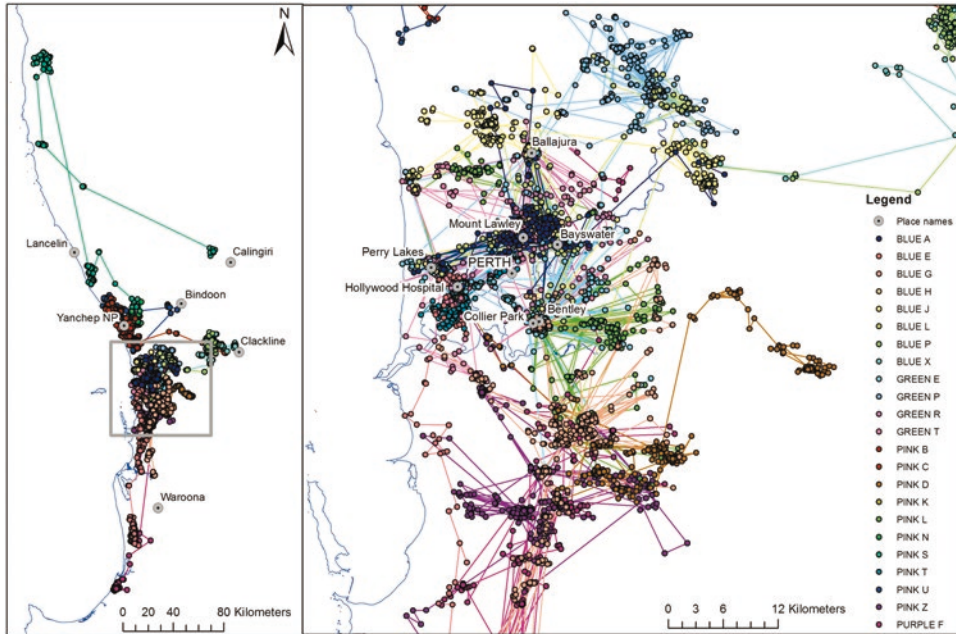 N
Lancelin
Calingiri
Bindoon
Yanchep NP
Clackline
Waroona
0 20 40 80 Kilometers
Ballajura
Mount Lawley
Bayswater
Perry Lakes
PERTH
Hollywood Hospital
Collier Park
Bentley
0 3 6 12 Kilometers
Legend
Place names
BLUE A
BLUE E
BLUE G
BLUE H
BLUE J
BLUE L
BLUE P
BLUE X
GREEN E
GREEN P
GREEN R
GREEN T
PINK B
PINK C
PINK D
PINK K
PINK L
PINK N
PINK S
PINK T
PINK U
PINK Z
PURPLE F